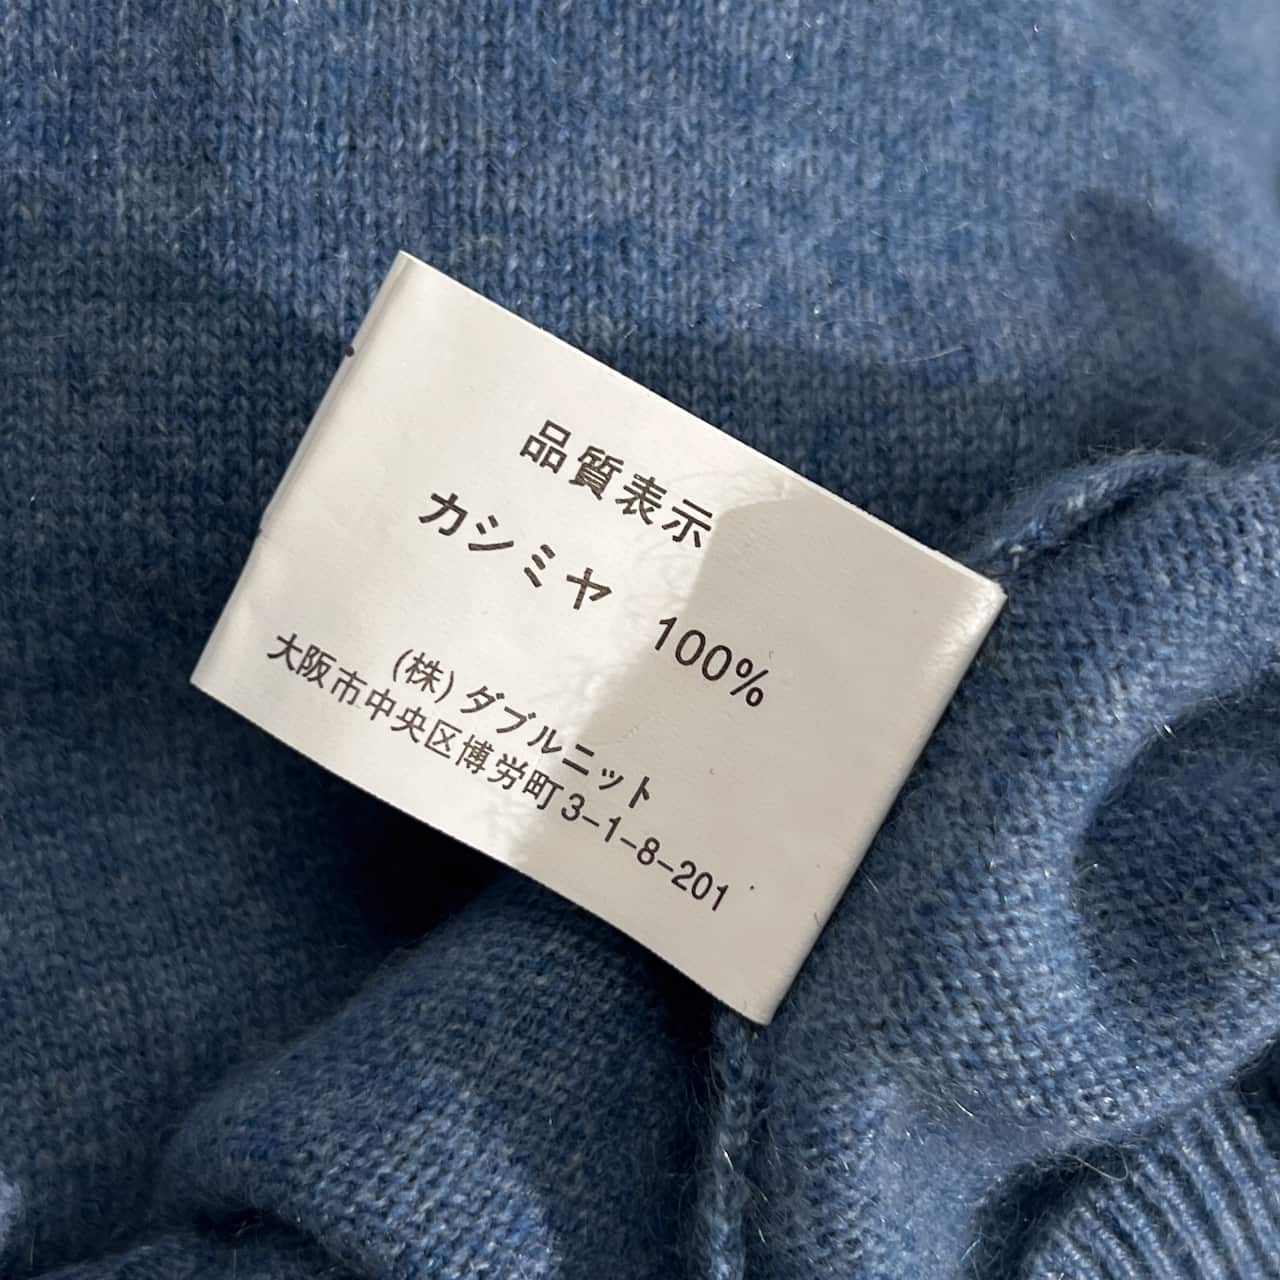 品質表示
カシミヤ 100%
(株)ダブルニット
大阪市中央区博労町3-1-8-201